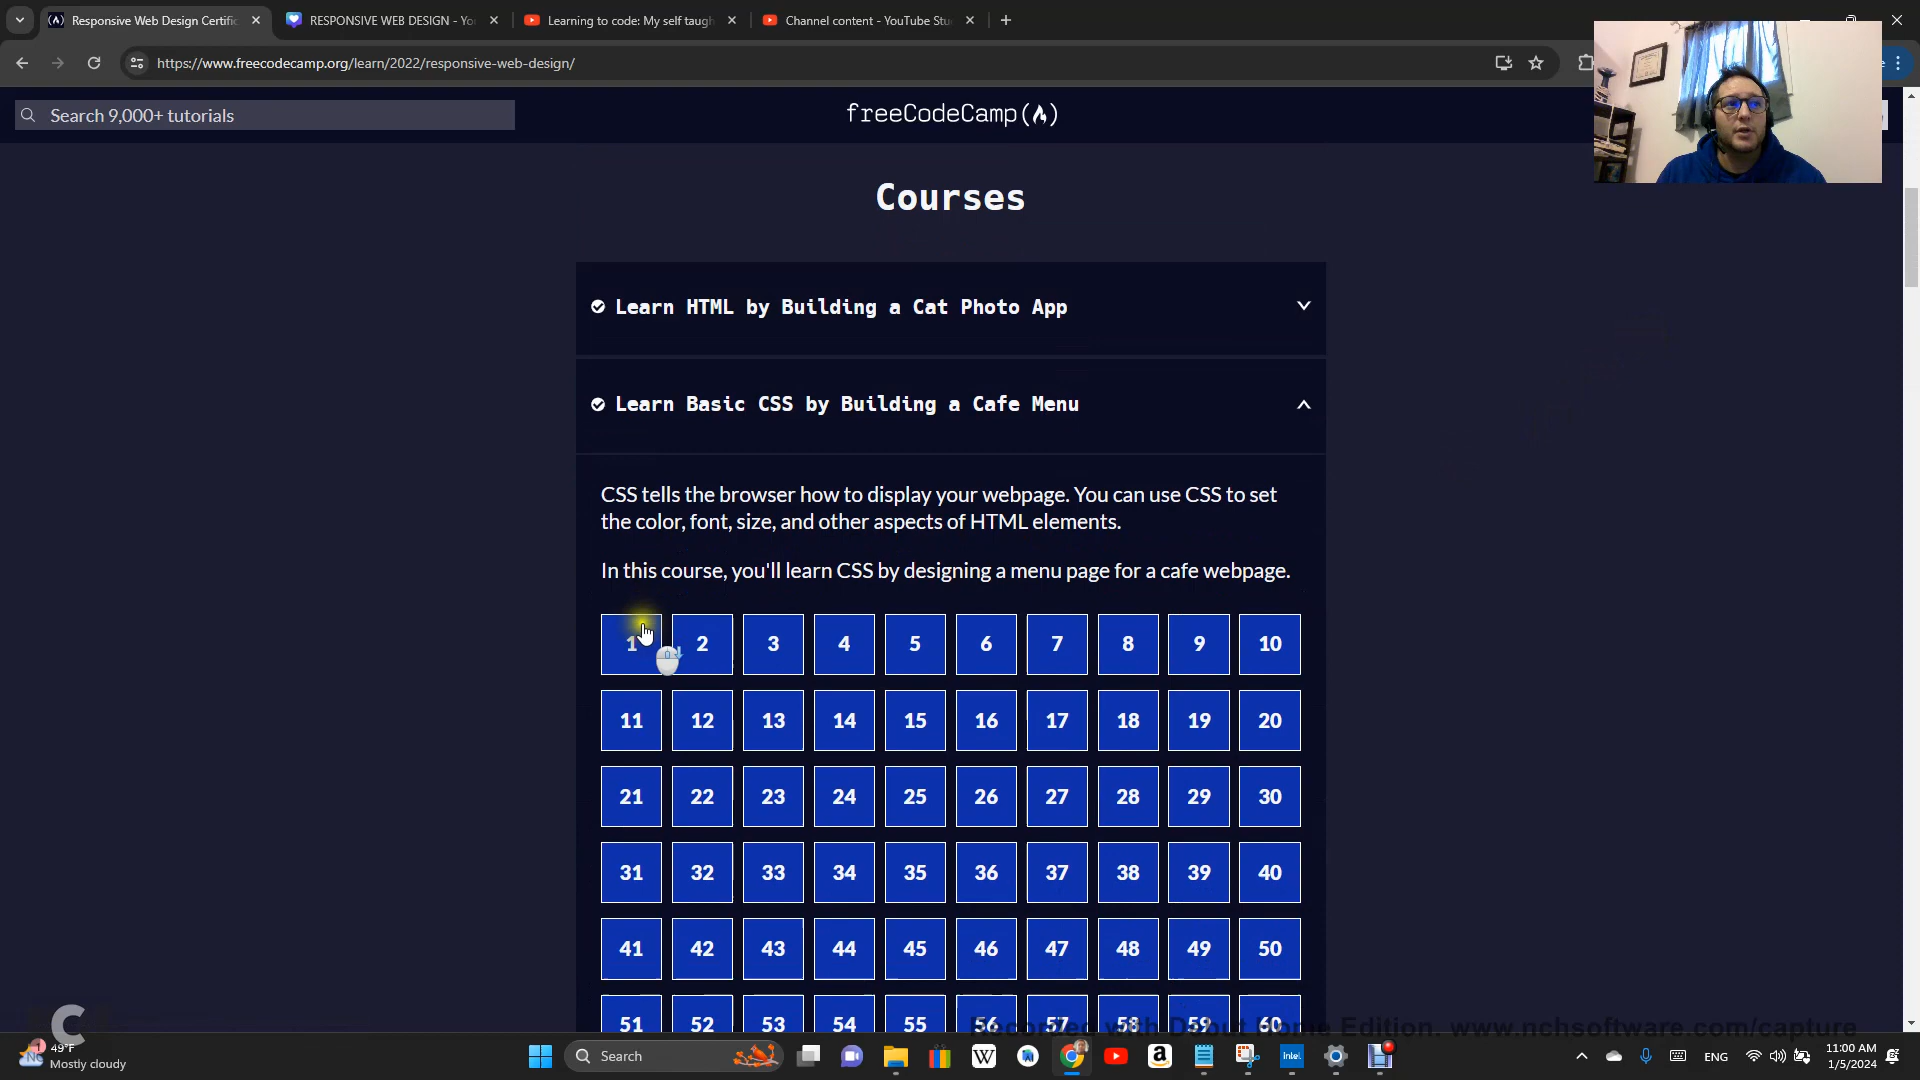 Responsive Web Design Certific
RESPONSIVE WEB DESIGN - Yo
Learning to code: My self taugh
Channel content - YouTube Stu
https://www.freecodecamp.org/learn/2022/responsive-web-design/
Search 9,000+ tutorials
freeCodeCamp(
Courses
Learn HTML by Building a Cat Photo App
Learn Basic CSS by Building a Cafe Menu
CSS tells the browser how to display your webpage. You can use CSS to set
the color, font, size, and other aspects of HTML elements.
In this course, you'll learn CSS by designing a menu page for a cafe webpage.
1 2 3 4 5 6 7 8 9 10
11 12 13 14 15 16 17 18 19 20
21 22 23 24 25 26 27 28 29 30
31 32 33 34 35 36 37 38 39 40
41 42 43 44 45 46 47 48 49 50
51 52 53 54 55 56 57 58 59 60
Recorded with Debut Home Edition. www.nchsoftware.com/capture
C
1
49°F
Mostly cloudy
Search
W
a
intel
ENG
11:00 AM
1/5/2024